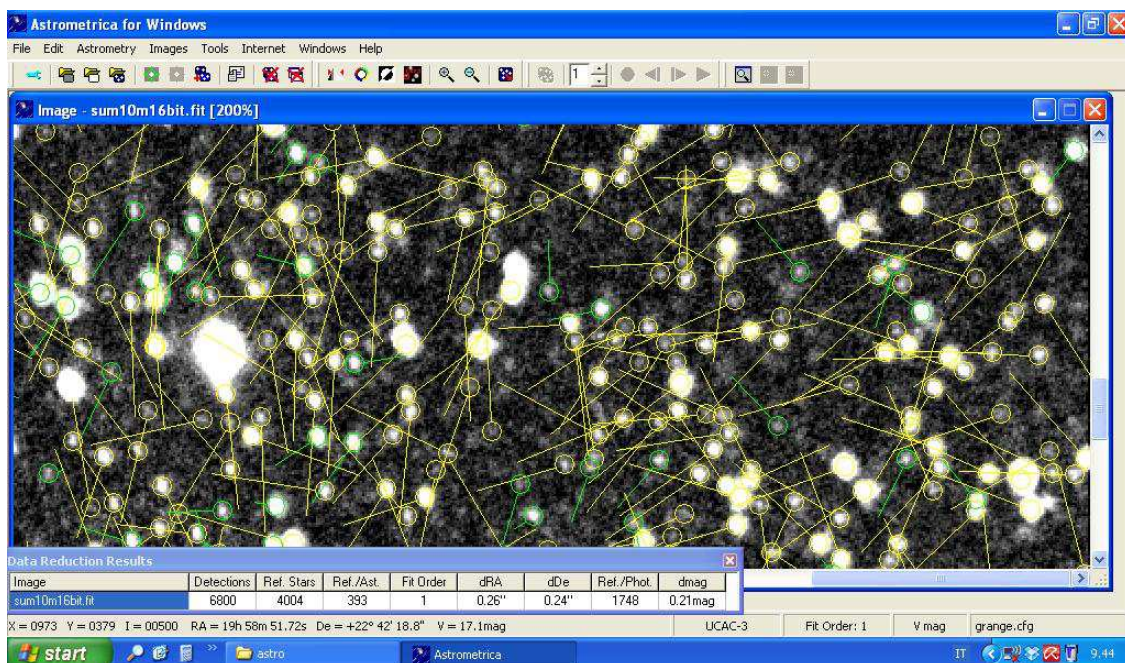 Astrometrica for Windows
File Edit Astrometry Images Tools Internet Windows Help
1
Image - sum10m16bit.fit [200%]
Data Reduction Results
Image Detections Ref. Stars Ref./Ast. Fit Order dRA dDe Ref./Phot. dmag
sum10m16bit.fit 6800 4004 393 1 0.26" 0.24" 1748 0.21mag
X = 0973 Y = 0379 I = 00500 RA = 19h 58m 51.72s De = +22° 42' 18.8" V = 17.1mag UCAC-3 Fit Order: 1 V mag grange.cfg
start astro Astrometrica IT 9.44